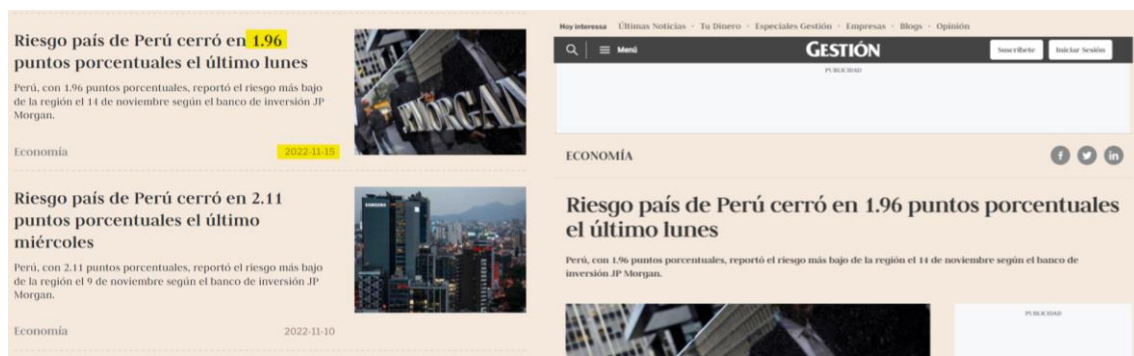 Riesgo país de Perú cerró en 1.96
puntos porcentuales el último lunes
Perú, con 1.96 puntos porcentuales, reportó el riesgo más bajo
de la región el 14 de noviembre según el banco de inversión JP
Morgan.
Economía
2022-11-15
JPMORGAN
Riesgo país de Perú cerró en 2.11
puntos porcentuales el último
miércoles
Perú, con 2.11 puntos porcentuales, reportó el riesgo más bajo
de la región el 9 de noviembre según el banco de inversión JP
Morgan.
Economía
2022-11-10
SAMSUNG
Hoy interesa Últimas Noticias · Tu Dinero · Especiales Gestión · Empresas · Blogs · Opinión
Menú
GESTIÓN
Suscríbete
Iniciar Sesión
PUBLICIDAD
ECONOMÍA
f
in
Riesgo país de Perú cerró en 1.96 puntos porcentuales
el último lunes
Perú, con 1.96 puntos porcentuales, reportó el riesgo más bajo de la región el 14 de noviembre según el banco de
inversión JP Morgan.
PUBLICIDAD